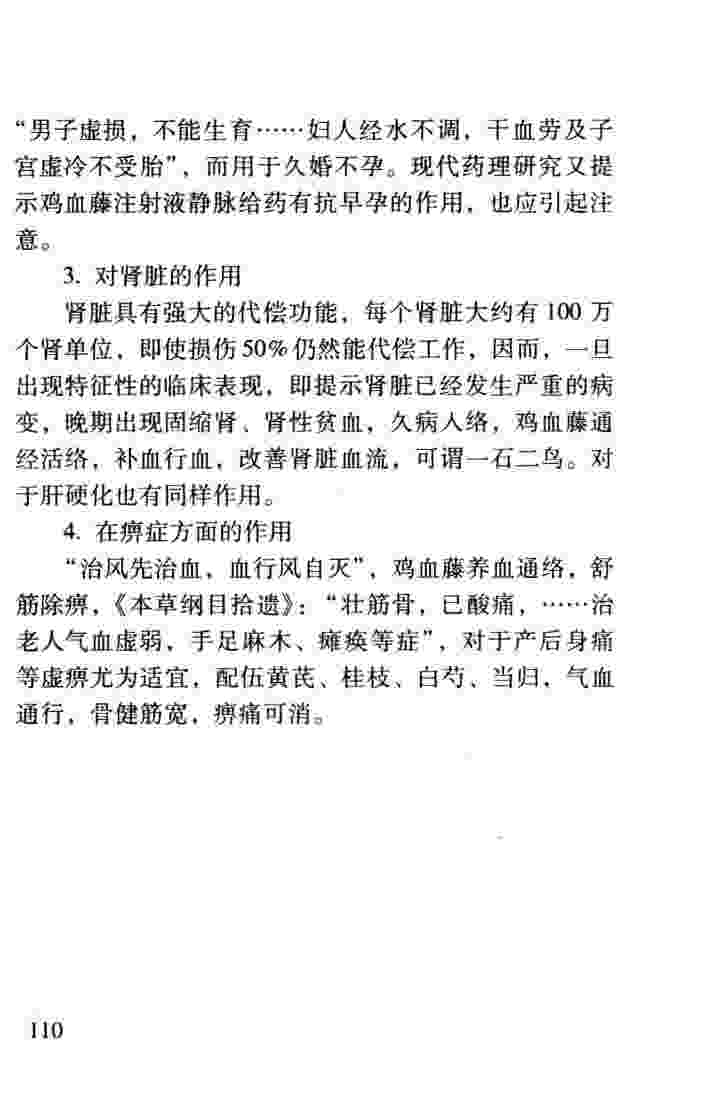 “男子虚损，不能生育……妇人经水不调，干血劳及子
宫虚冷不受胎”，而用于久婚不孕。现代药理研究又提
示鸡血藤注射液静脉给药有抗早孕的作用，也应引起注
意。
3. 对肾脏的作用
肾脏具有强大的代偿功能，每个肾脏大约有 100 万
个肾单位，即使损伤50%仍然能代偿工作，因而，一旦
出现特征性的临床表现，即提示肾脏已经发生严重的病
变，晚期出现固缩肾、肾性贫血，久病人络，鸡血藤通
经活络，补血行血，改善肾脏血流，可谓一石二鸟。对
于肝硬化也有同样作用。
4. 在痹症方面的作用
“治风先治血，血行风自灭”，鸡血藤养血通络，舒
筋除痹，《本草纲目拾遗》：“壮筋骨，已酸痛，……治
老人气血虚弱，手足麻木、瘫痪等症”，对于产后身痛
等虚痹尤为适宜，配伍黄芪、桂枝、白芍、当归，气血
通行，骨健筋宽，痹痛可消。
110